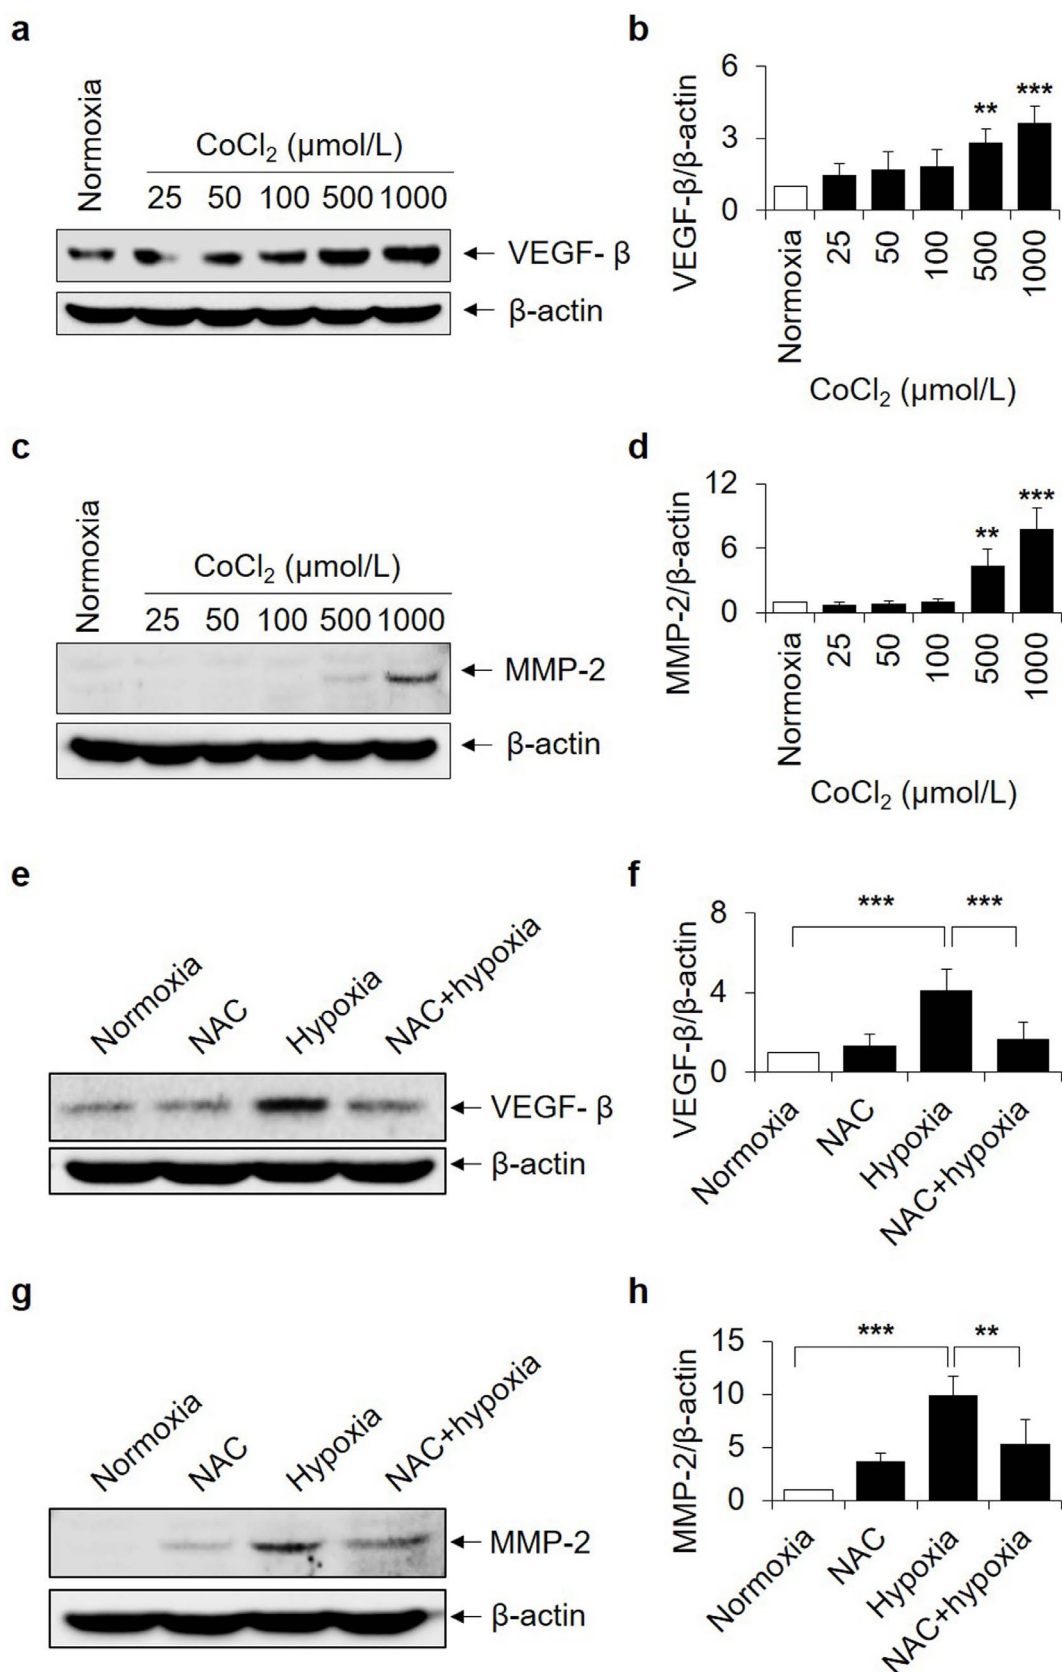 a
Normoxia
CoCl2 (µmol/L)
25 50 100 500 1000
VEGF- β
β-actin
b
VEGF-β/β-actin
6
3
0
**
***
Normoxia
25
50
100
500
1000
CoCl2 (µmol/L)
c
Normoxia
CoCl2 (µmol/L)
25 50 100 500 1000
MMP-2
β-actin
d
MMP-2/β-actin
12
6
0
**
***
Normoxia
25
50
100
500
1000
CoCl2 (µmol/L)
e
Normoxia
NAC
Hypoxia
NAC+hypoxia
VEGF- β
β-actin
f
VEGF-β/β-actin
8
4
0
*** ***
Normoxia
NAC
Hypoxia
NAC+hypoxia
g
Normoxia
NAC
Hypoxia
NAC+hypoxia
MMP-2
β-actin
h
MMP-2/β-actin
15
10
5
0
*** **
Normoxia
NAC
Hypoxia
NAC+hypoxia